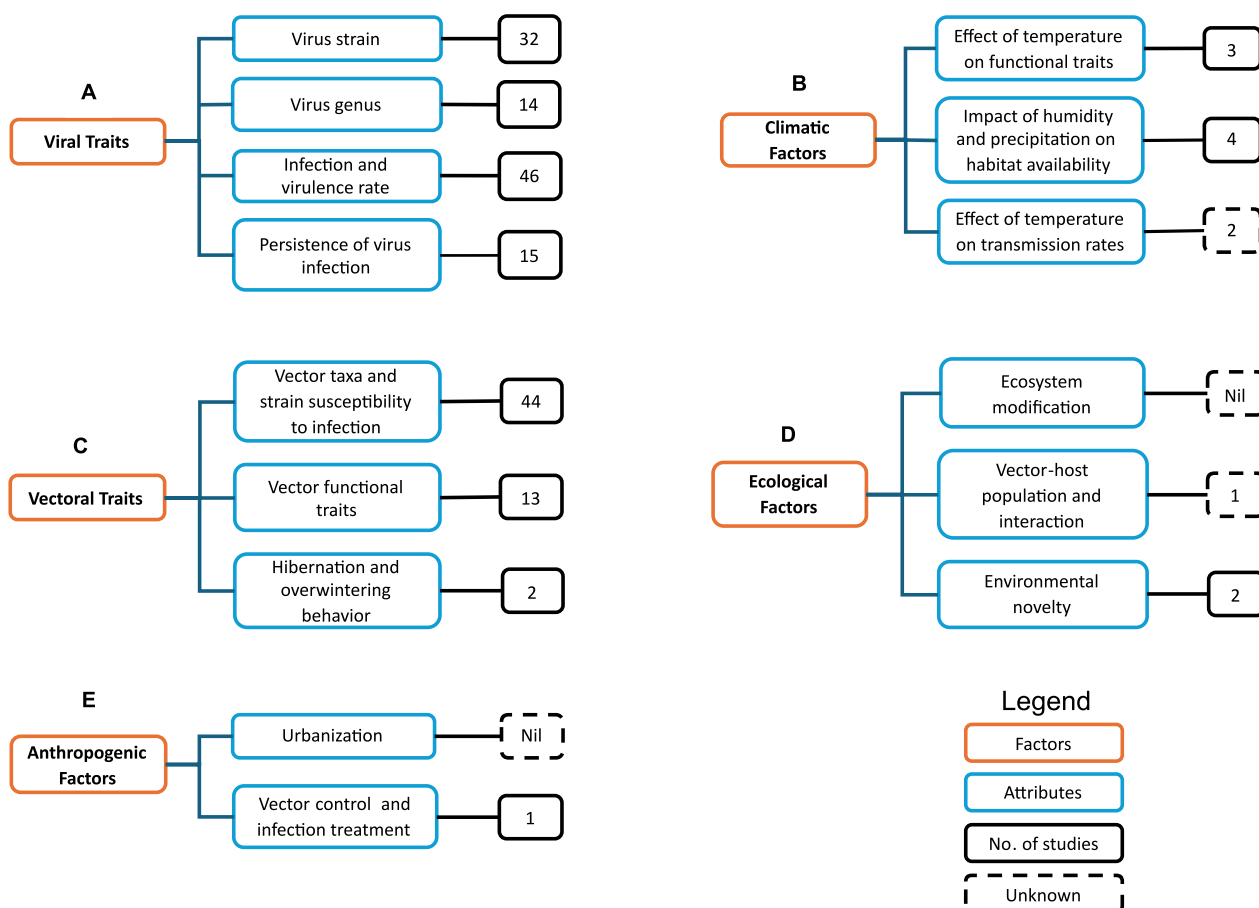 A
Viral Traits
Virus strain
32
Virus genus
14
Infection and
virulence rate
46
Persistence of virus
infection
15
B
Climatic
Factors
Effect of temperature
on functional traits
3
Impact of humidity
and precipitation on
habitat availability
4
Effect of temperature
on transmission rates
2
C
Vectoral Traits
Vector taxa and
strain susceptibility
to infection
44
Vector functional
traits
13
Hibernation and
overwintering
behavior
2
D
Ecological
Factors
Ecosystem
modification
Nil
Vector-host
population and
interaction
1
Environmental
novelty
2
E
Anthropogenic
Factors
Urbanization
Nil
Vector control and
infection treatment
1
Legend
Factors
Attributes
No. of studies
Unknown